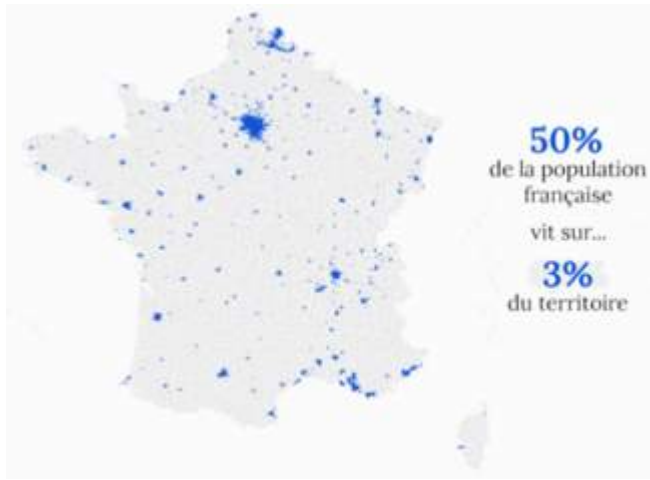 50%
de la population
française
vit sur...
3%
du territoire